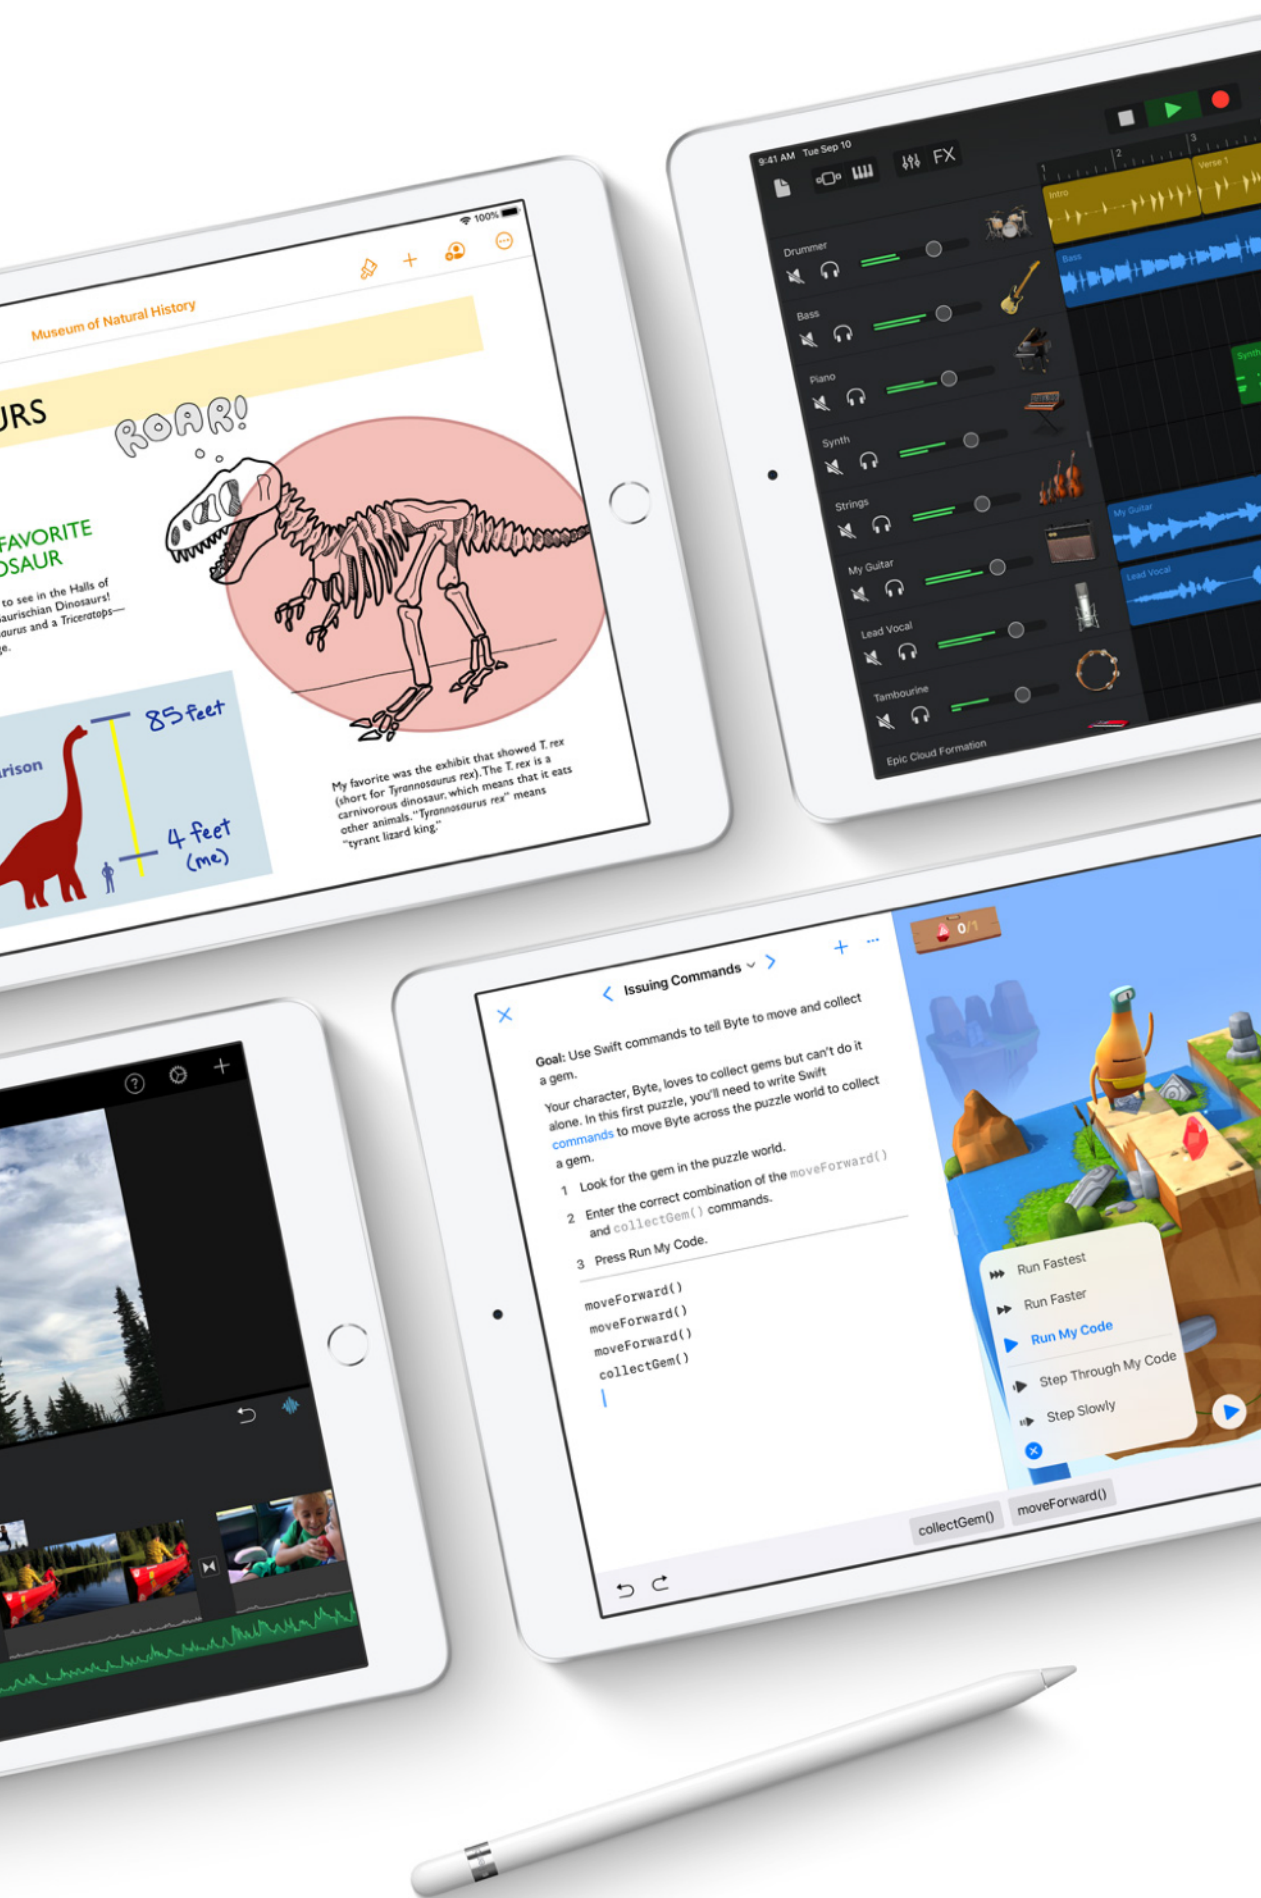 100%
Museum of Natural History
URS
ROAR!
FAVORITE
OSAUR
to see in the Halls of
Saurischian Dinosaurs!
saurus and a Triceratops—
ge.
rison
85 feet
4 feet
(me)
My favorite was the exhibit that showed T. rex
(short for Tyrannosaurus rex). The T. rex is a
carnivorous dinosaur, which means that it eats
other animals. "Tyrannosaurus rex" means
"tyrant lizard king."
9:41 AM Tue Sep 10
FX
1 2 3
Intro
Verse 1
Drummer
Bass
Bass
Piano
Synth
Synth
Strings
My Guitar
My Guitar
Lead Vocal
Lead Vocal
Tambourine
Epic Cloud Formation
?
Issuing Commands
Goal: Use Swift commands to tell Byte to move and collect
a gem.
Your character, Byte, loves to collect gems but can't do it
alone. In this first puzzle, you'll need to write Swift
commands to move Byte across the puzzle world to collect
a gem.
1 Look for the gem in the puzzle world.
2 Enter the correct combination of the moveForward()
and collectGem() commands.
3 Press Run My Code.
moveForward()
moveForward()
moveForward()
collectGem()
0/1
Run Fastest
Run Faster
Run My Code
Step Through My Code
Step Slowly
collectGem() moveForward()